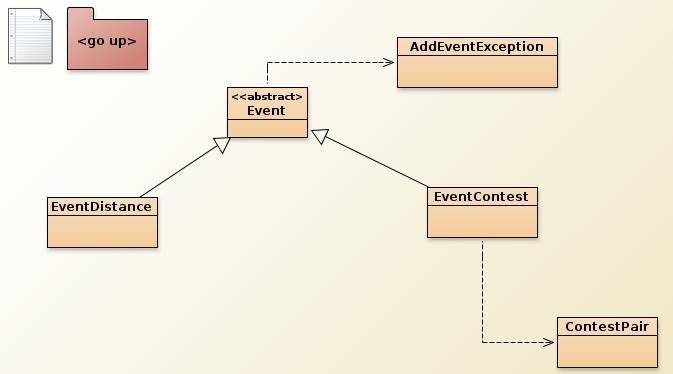 <go up>
AddEventException
<<abstract>>
Event
EventDistance
EventContest
ContestPair